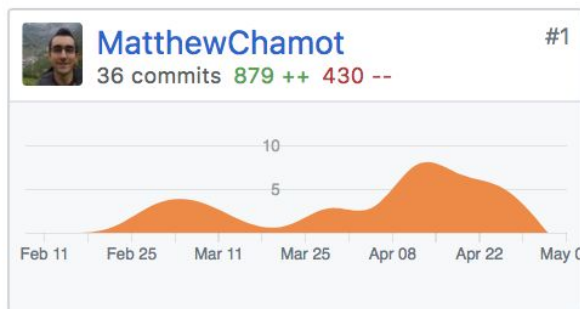 MatthewChamot
#1
36 commits 879 ++ 430 --
10
5
Feb 11 Feb 25 Mar 11 Mar 25 Apr 08 Apr 22 May 0